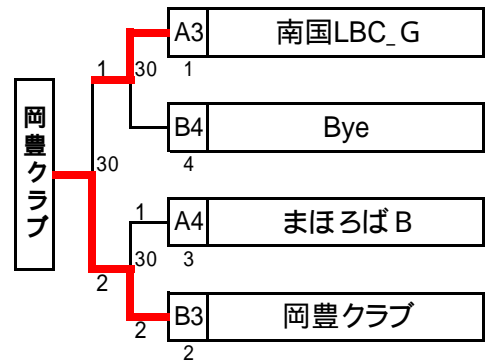 A3 南国LBC_G
1 30 1
B4 Bye
4
岡豊クラブ
30
1 A4 まほろばB
30 3
2
2 B3 岡豊クラブ
2